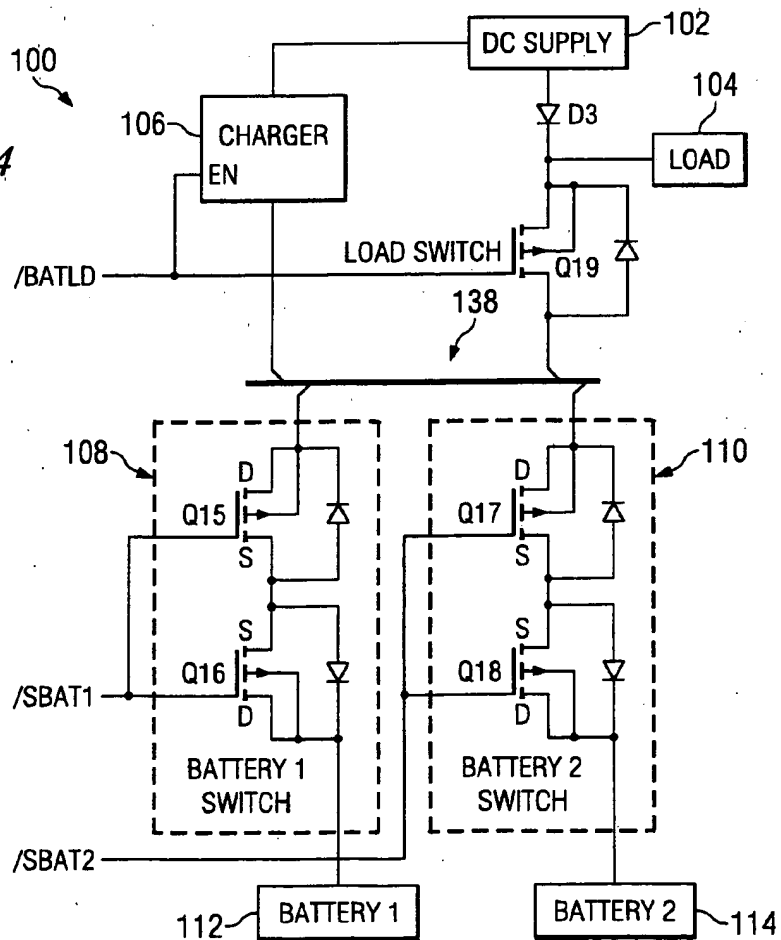 DC SUPPLY 102
100
D3
104
106
CHARGER
LOAD
4
EN
LOAD SWITCH
Q19
/BATLD
138
108
110
D
D
Q15
Q17
S
S
S
S
Q16
Q18
/SBAT1
D
D
BATTERY 1
SWITCH
BATTERY 2
SWITCH
/SBAT2
112
BATTERY 1
BATTERY 2
114